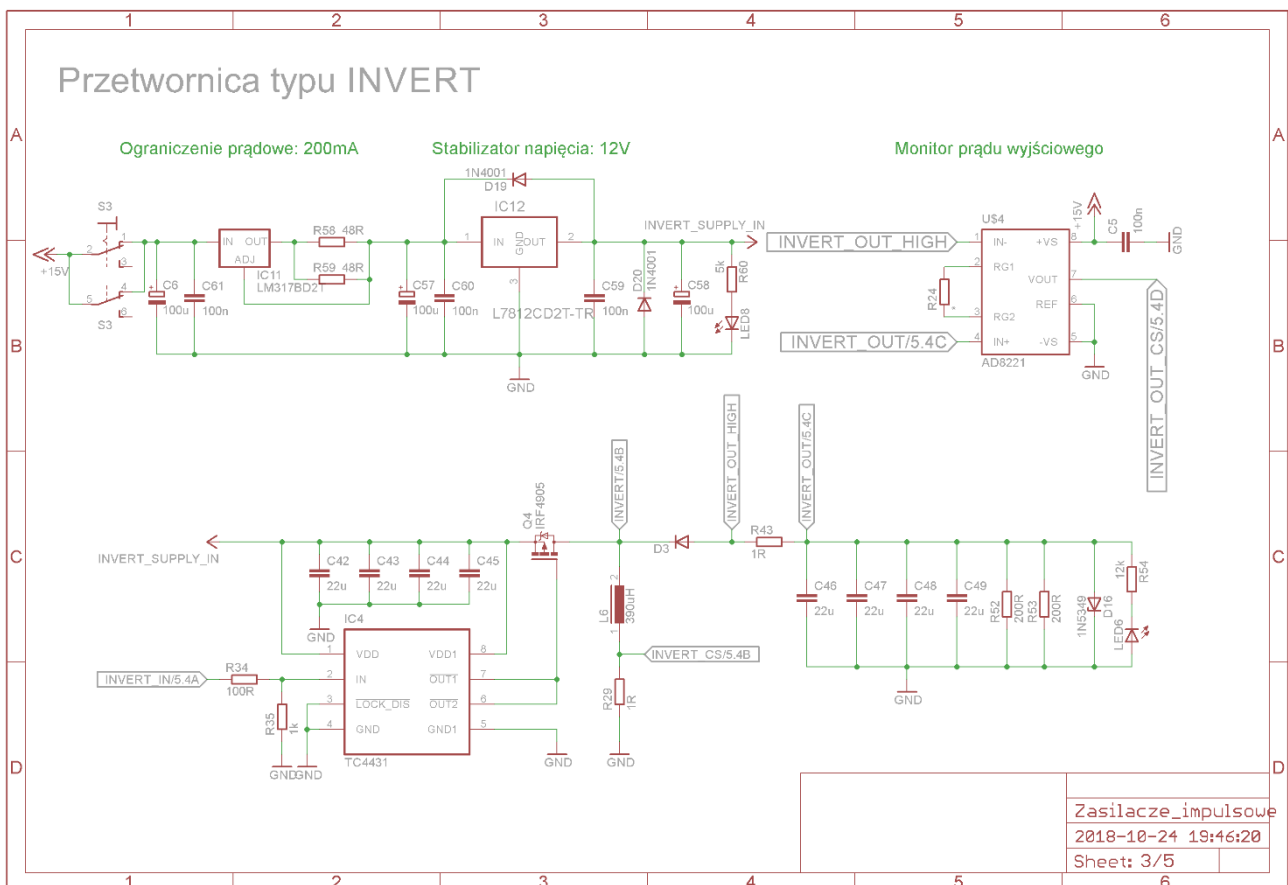 1 2 3 4 5 6
Przetwornica typu INVERT
A
A
Ograniczenie prądowe: 200mA
Stabilizator napięcia: 12V
Monitor prądu wyjściowego
S3
2
1
3
+15V
5
4
6
S3
C6
100u
C61
100n
IN OUT
ADJ
IC11
LM317BD2T
R58 48R
R59 48R
C57
100u
C60
100n
1N4001
D19
IC12
1
IN
GND
OUT
2
3
L7812CD2T-TR
C59
100n
D20
1N4001
C58
100u
INVERT_SUPPLY_IN
5k
R60
LED8
GND
INVERT_OUT_HIGH
INVERT_OUT/5.4C
R24
U$4
1
IN-
2
RG1
3
RG2
4
IN+
+VS
8
VOUT
7
REF
6
-VS
5
AD8221
+15V
C5
100n
GND
GND
INVERT_OUT_CS/5.4D
B
B
INVERT_SUPPLY_IN
C42
22u
C43
22u
C44
22u
C45
22u
GND
Q4
IRF4905
INVERT/5.4B
INVERT_OUT_HIGH
INVERT_OUT/5.4C
D3
R43
1R
2
L6
390uH
1
INVERT_CS/5.4B
R29
1R
GND
C46
22u
C47
22u
C48
22u
C49
22u
R52
200R
R53
200R
1N5349
D16
12k
R54
LED6
GND
C
C
INVERT_IN/5.4A
R34
100R
R35
1k
GND
GND
IC4
1
VDD
2
IN
3
LOCK_DIS
4
GND
VDD1
8
OUT1
7
OUT2
6
GND1
5
TC4431
GND
D
D
Zasilacze_impulsowe
2018-10-24 19:46:20
Sheet: 3/5
1 2 3 4 5 6